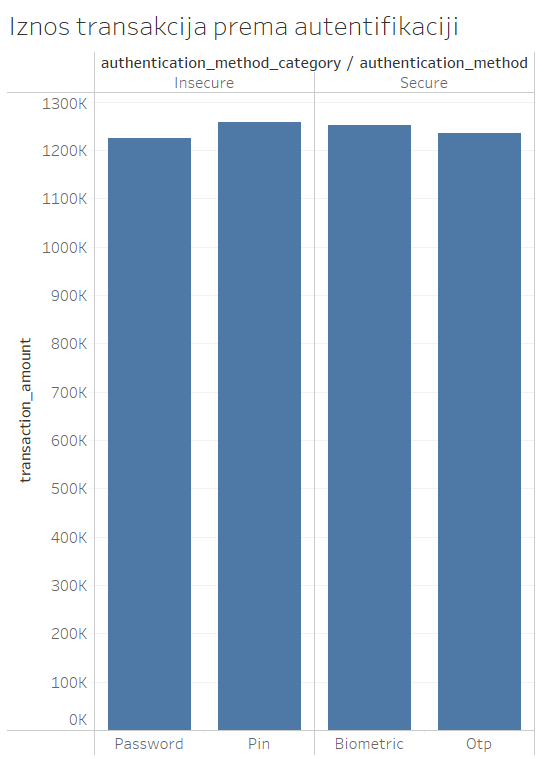 Iznos transakcija prema autentifikaciji
authentication_method_category / authentication_method
Insecure Secure
1300K
1200K
1100K
1000K
900K
800K
700K
600K
500K
400K
300K
200K
100K
0K
transaction_amount
Password Pin Biometric Otp